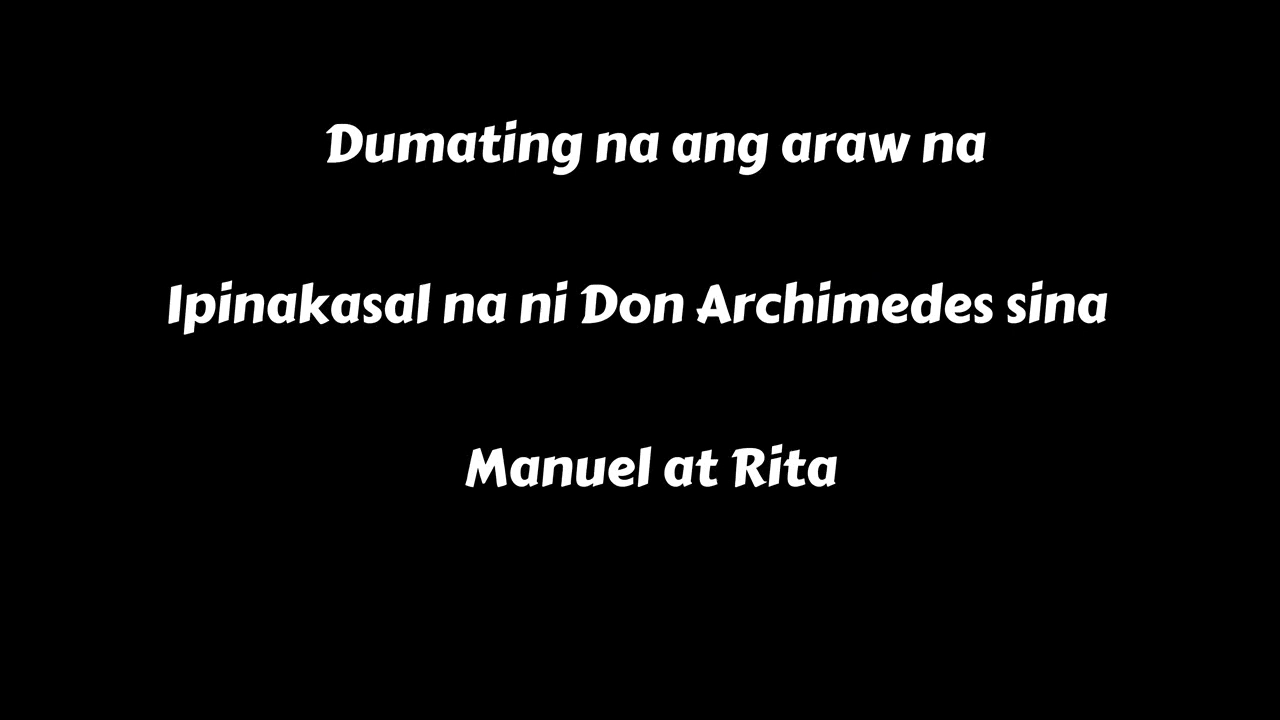 Dumating na ang araw na
Ipinakasal na ni Don Archimedes sina
Manuel at Rita